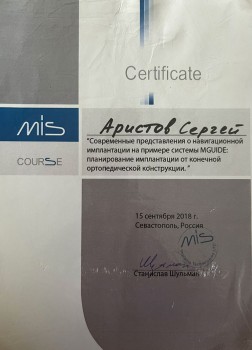 Certificate
Аристов Сергей
MIS
COURSE
"Современные представления о навигационной
имплантации на примере системы MGUIDE:
планирование имплантации от конечной
ортопедической конструкции. "
15 сентября 2018 г.
Севастополь, Россия
MIS
Станислав Шульман